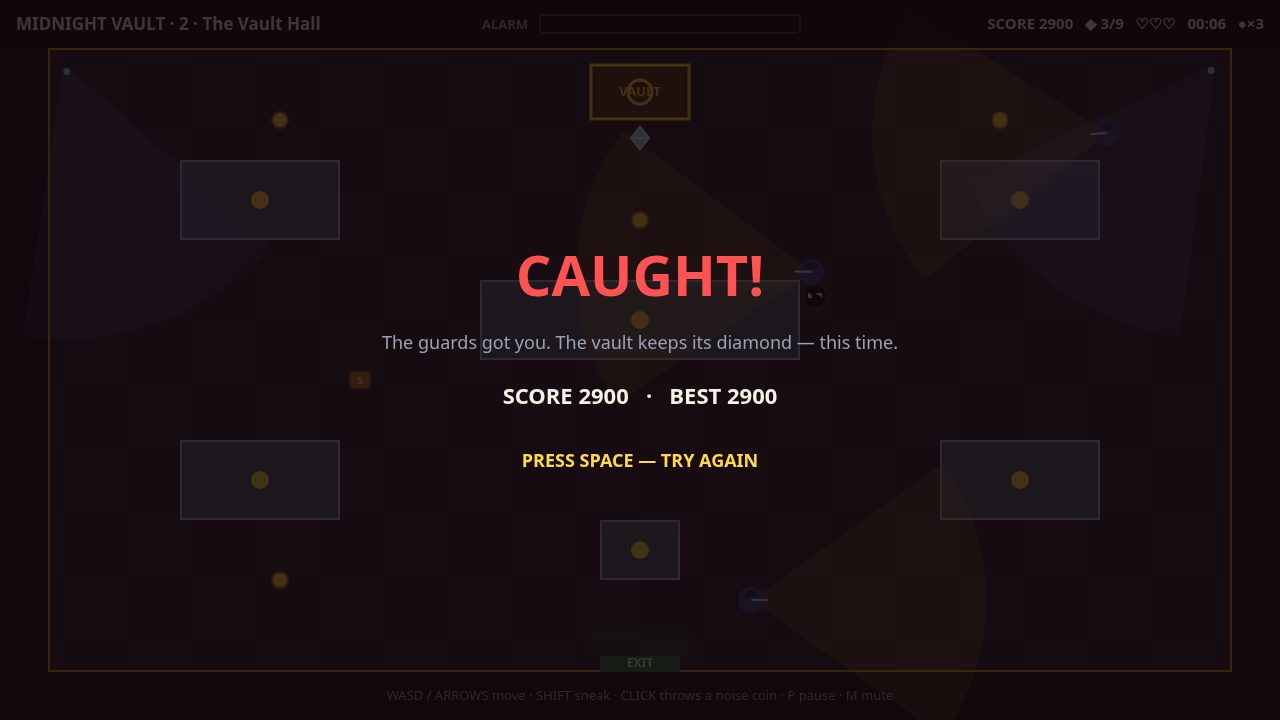 MIDNIGHT VAULT · 2 · The Vault Hall
ALARM
SCORE 2900 ◆ 3/9 ♡♡♡ 00:06 ●×3
VAULT
CAUGHT!
The guards got you. The vault keeps its diamond — this time.
$
SCORE 2900 · BEST 2900
PRESS SPACE — TRY AGAIN
EXIT
WASD / ARROWS move · SHIFT sneak · CLICK throws a noise coin · P pause · M mute